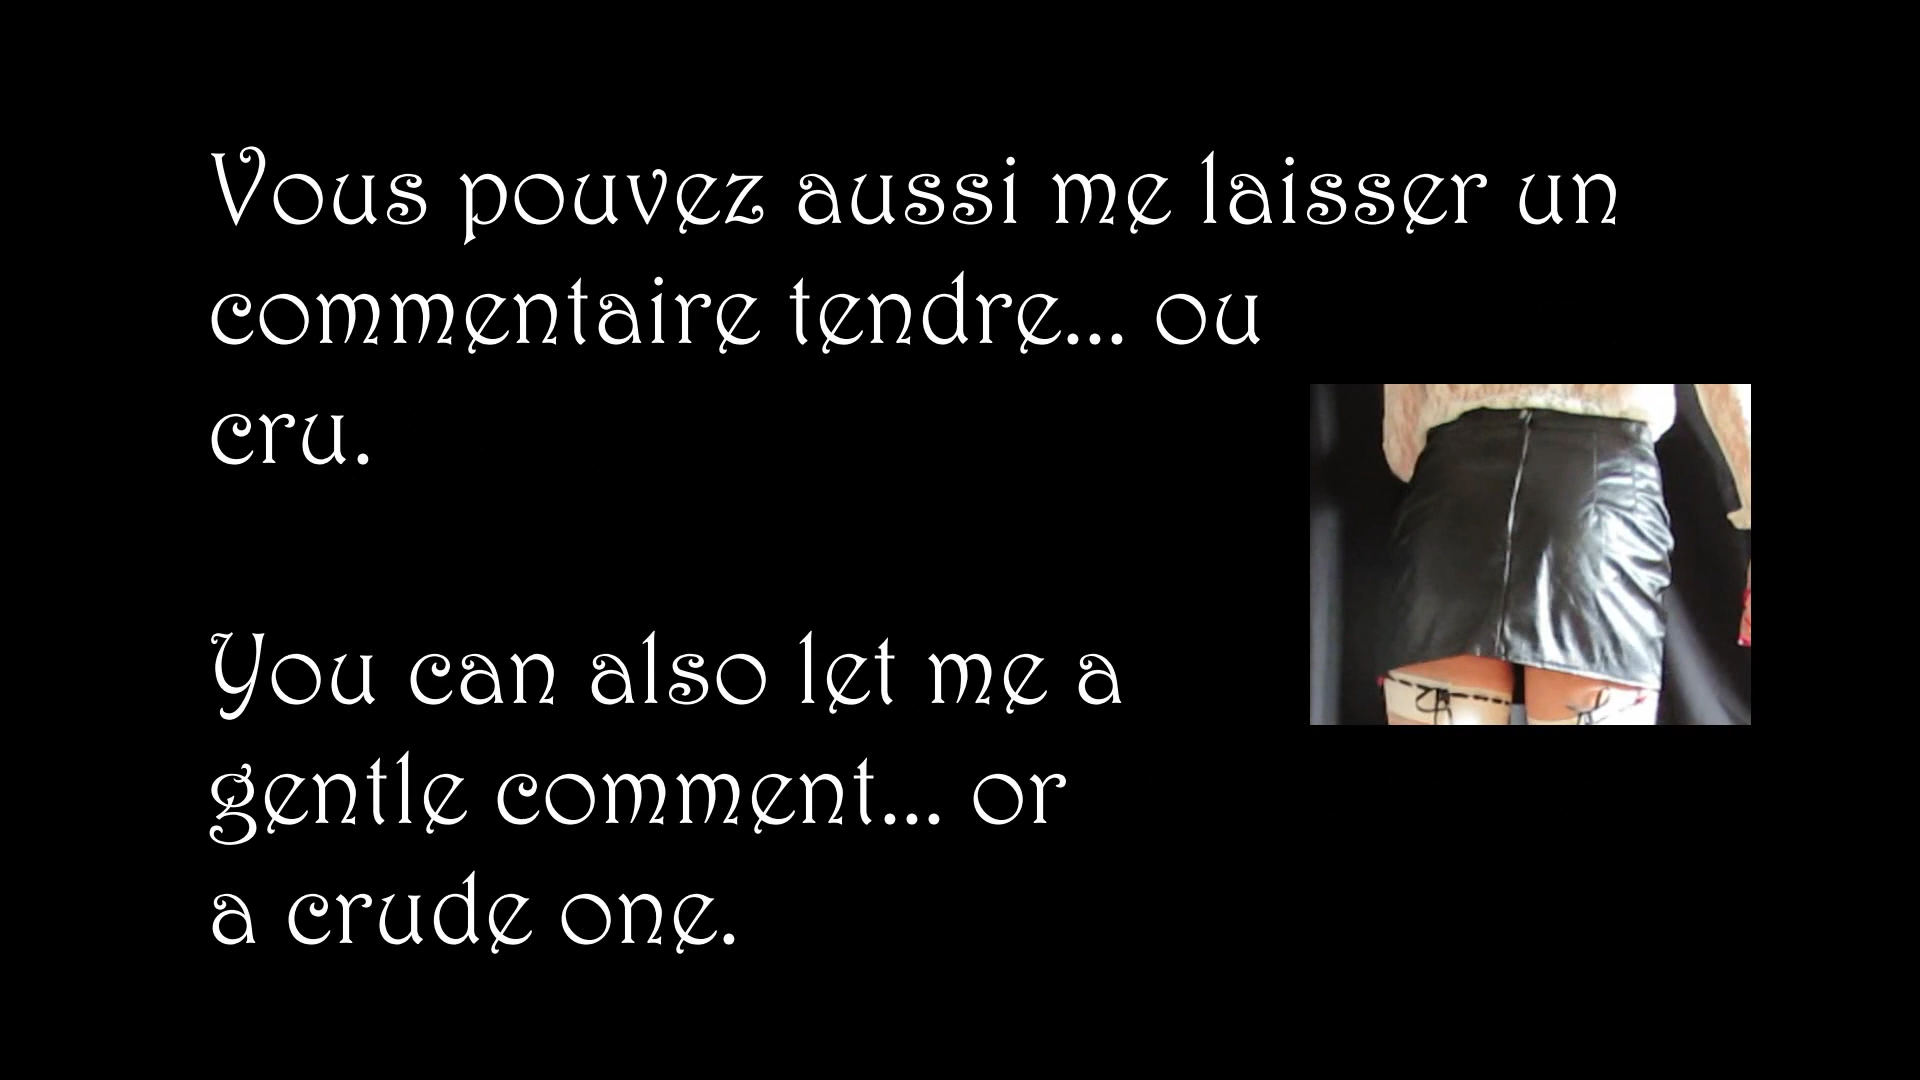 Vous pouvez aussi me laisser un
commentaire tendre... ou
cru.
You can also let me a
gentle comment... or
a crude one.